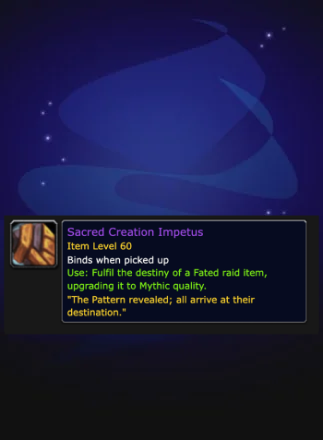 Sacred Creation Impetus
Item Level 60
Binds when picked up
Use: Fulfil the destiny of a Fated raid item,
upgrading it to Mythic quality.
"The Pattern revealed; all arrive at their
destination."